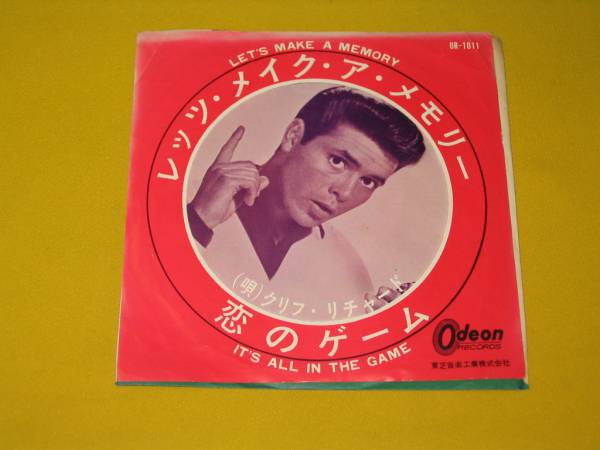 LET'S MAKE A MEMORY
OR-1011
レッツ・メイク・ア・メモリー
(唄)クリフ・リチャード
恋のゲーム
IT'S ALL IN THE GAME
Odeon
RECORDS
東芝音楽工業株式会社